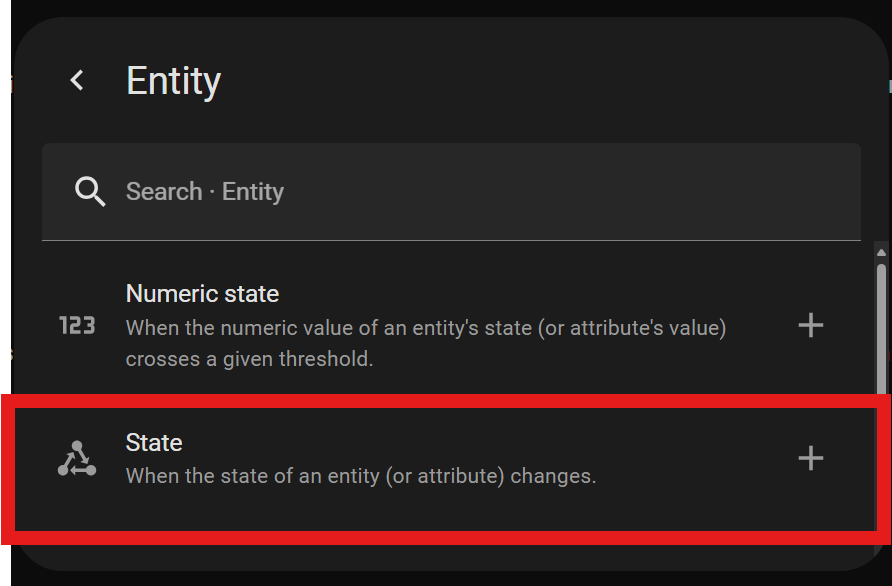 Entity
Search · Entity
Numeric state
123
When the numeric value of an entity's state (or attribute's value)
crosses a given threshold.
State
When the state of an entity (or attribute) changes.